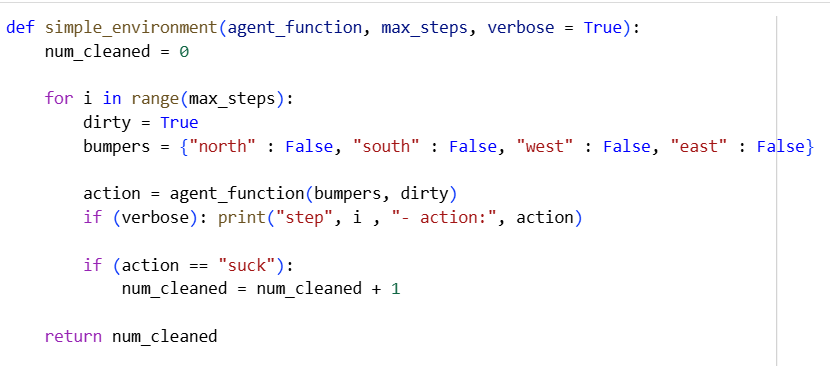 def simple_environment(agent_function, max_steps, verbose = True):
    num_cleaned = 0

    for i in range(max_steps):
        dirty = True
        bumpers = {"north" : False, "south" : False, "west" : False, "east" : False}

        action = agent_function(bumpers, dirty)
        if (verbose): print("step", i , "- action:", action)

        if (action == "suck"):
            num_cleaned = num_cleaned + 1

    return num_cleaned